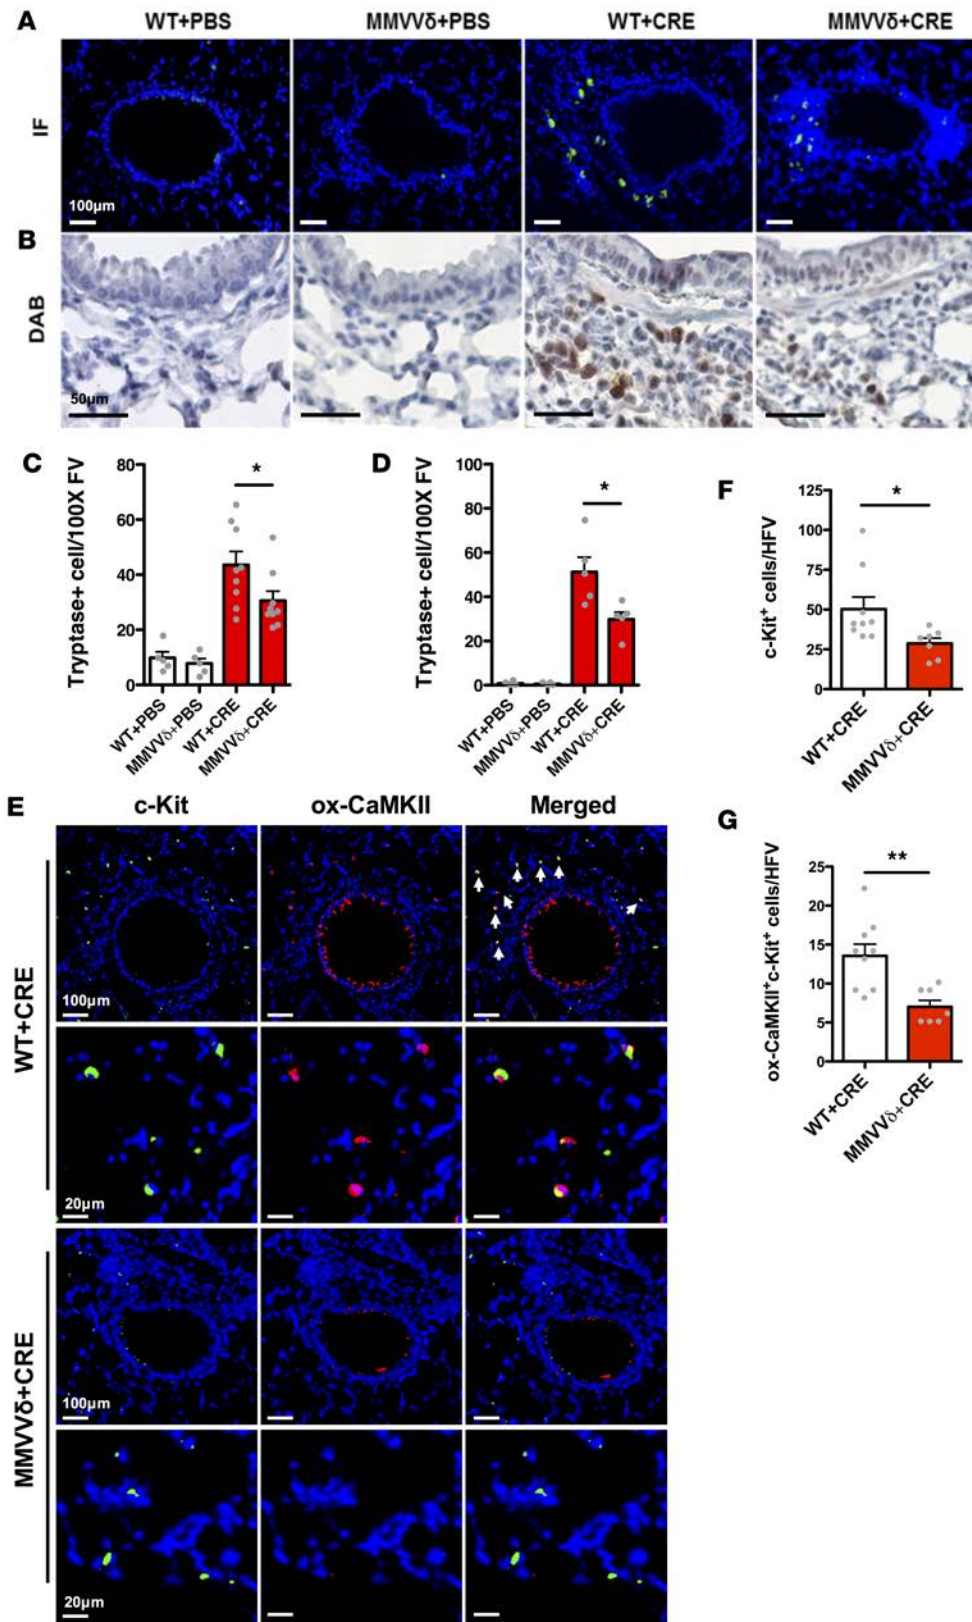 A
WT+PBS MMVVδ+PBS WT+CRE MMVVδ+CRE
IF
100μm
B
DAB
50μm
C
Tryptase+ cell/100X FV
80
60
40
20
0
*
WT+PBS
MMVVδ+PBS
WT+CRE
MMVVδ+CRE
D
Tryptase+ cell/100X FV
100
80
60
40
20
0
*
WT+PBS
MMVVδ+PBS
WT+CRE
MMVVδ+CRE
F
c-Kit⁺ cells/HFV
125
100
75
50
25
0
*
WT+CRE
MMVVδ+CRE
E
c-Kit ox-CaMKII Merged
WT+CRE
100μm
20μm
MMVVδ+CRE
100μm
20μm
G
ox-CaMKII⁺c-Kit⁺ cells/HFV
25
20
15
10
5
0
**
WT+CRE
MMVVδ+CRE